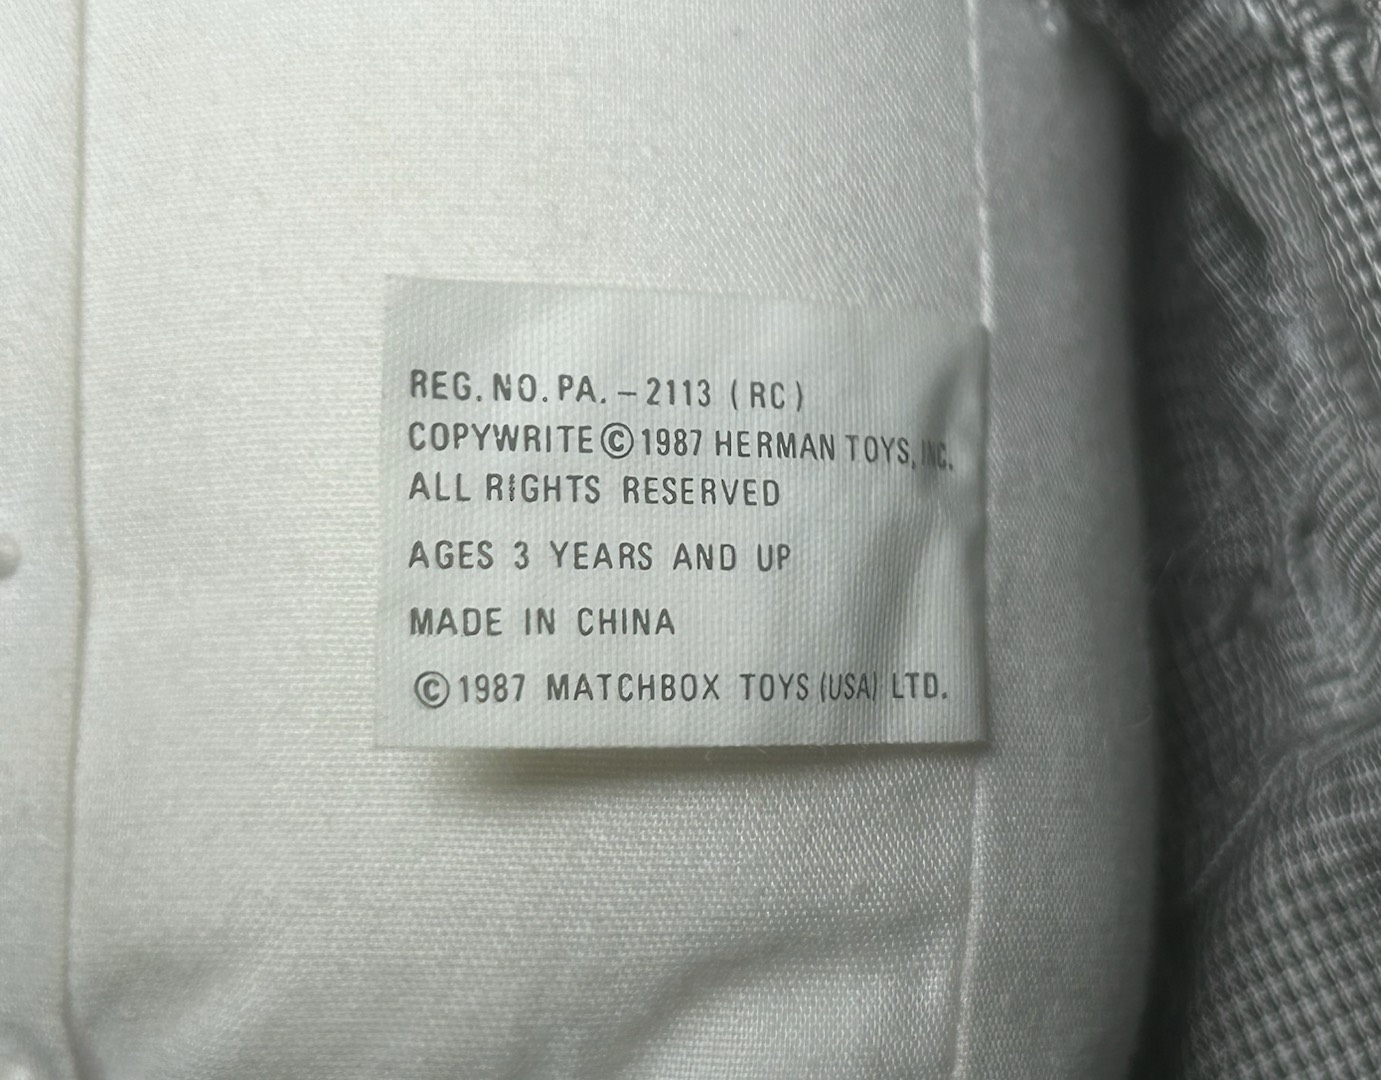 REG. NO. PA. – 2113 (RC)
COPYWRITE © 1987 HERMAN TOYS, INC.
ALL RIGHTS RESERVED
AGES 3 YEARS AND UP
MADE IN CHINA
© 1987 MATCHBOX TOYS (USA) LTD.